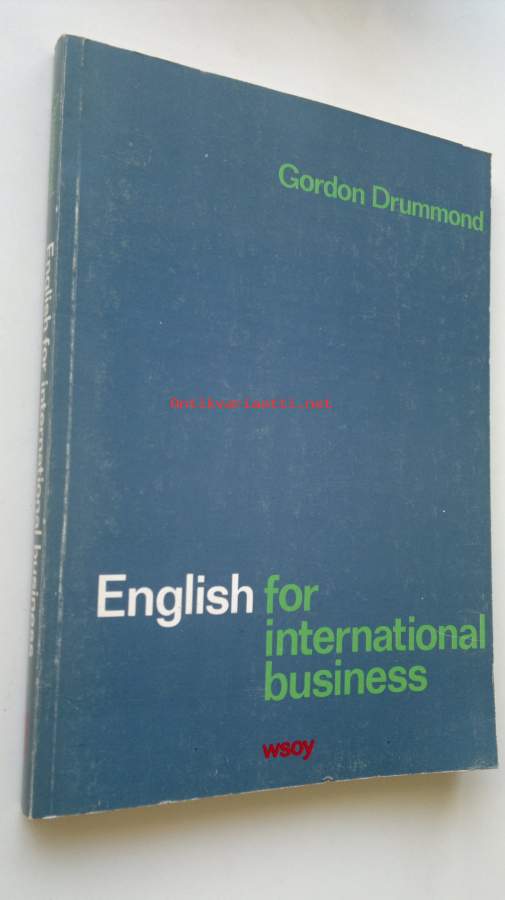 Gordon Drummond
Antikvariaatti.net
English for
international
business
wsoy
English for international business